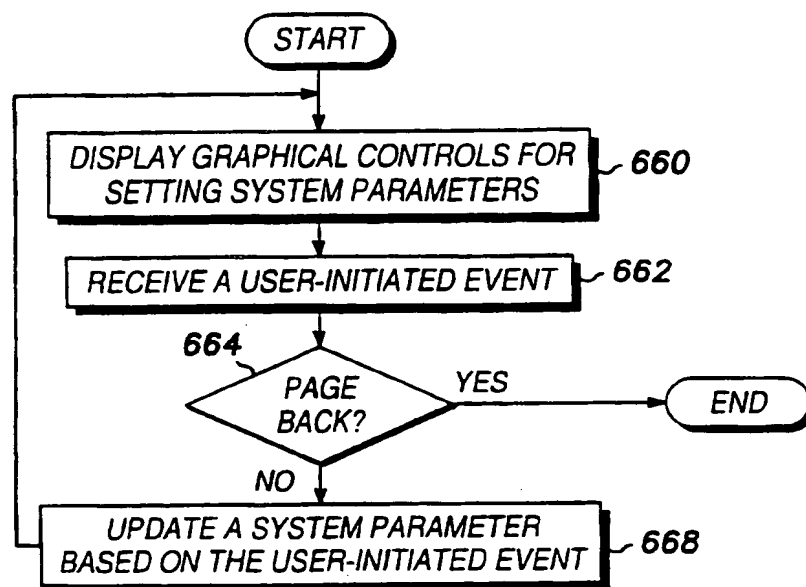 START
DISPLAY GRAPHICAL CONTROLS FOR
SETTING SYSTEM PARAMETERS
660
RECEIVE A USER-INITIATED EVENT
662
664
PAGE
BACK?
YES
END
NO
UPDATE A SYSTEM PARAMETER
BASED ON THE USER-INITIATED EVENT
668